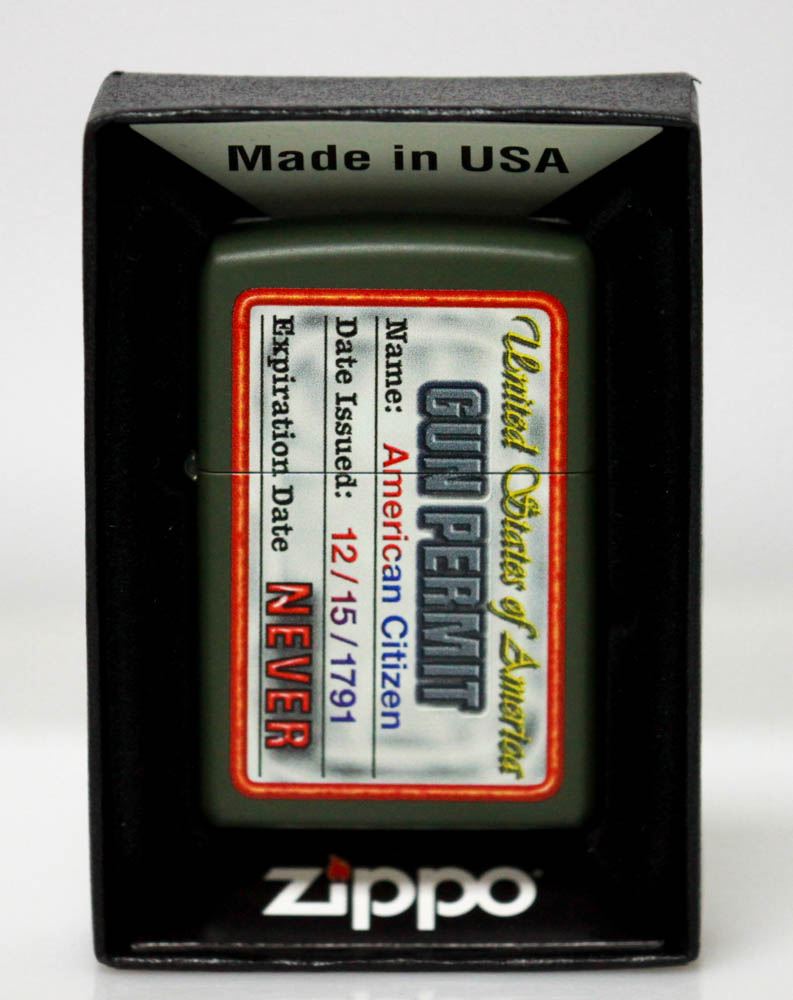 Made in USA
United States of America
GUN PERMIT
Name: American Citizen
Date Issued: 12/15/1791
Expiration Date NEVER
zippo